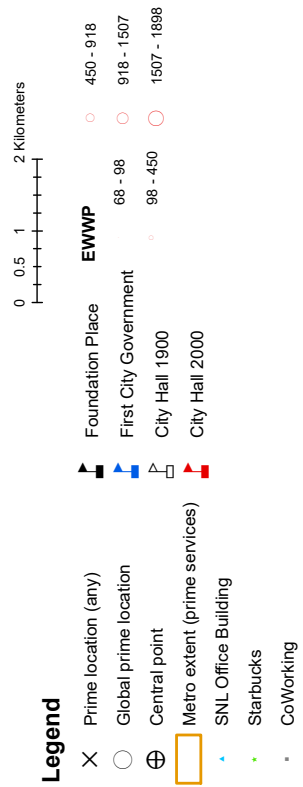 Legend
Prime location (any)
Global prime location
Central point
Metro extent (prime services)
SNL Office Building
Starbucks
CoWorking
Foundation Place
First City Government
City Hall 1900
City Hall 2000
0 0.5 1 2 Kilometers
EWWP
68 - 98
98 - 450
450 - 918
918 - 1507
1507 - 1898